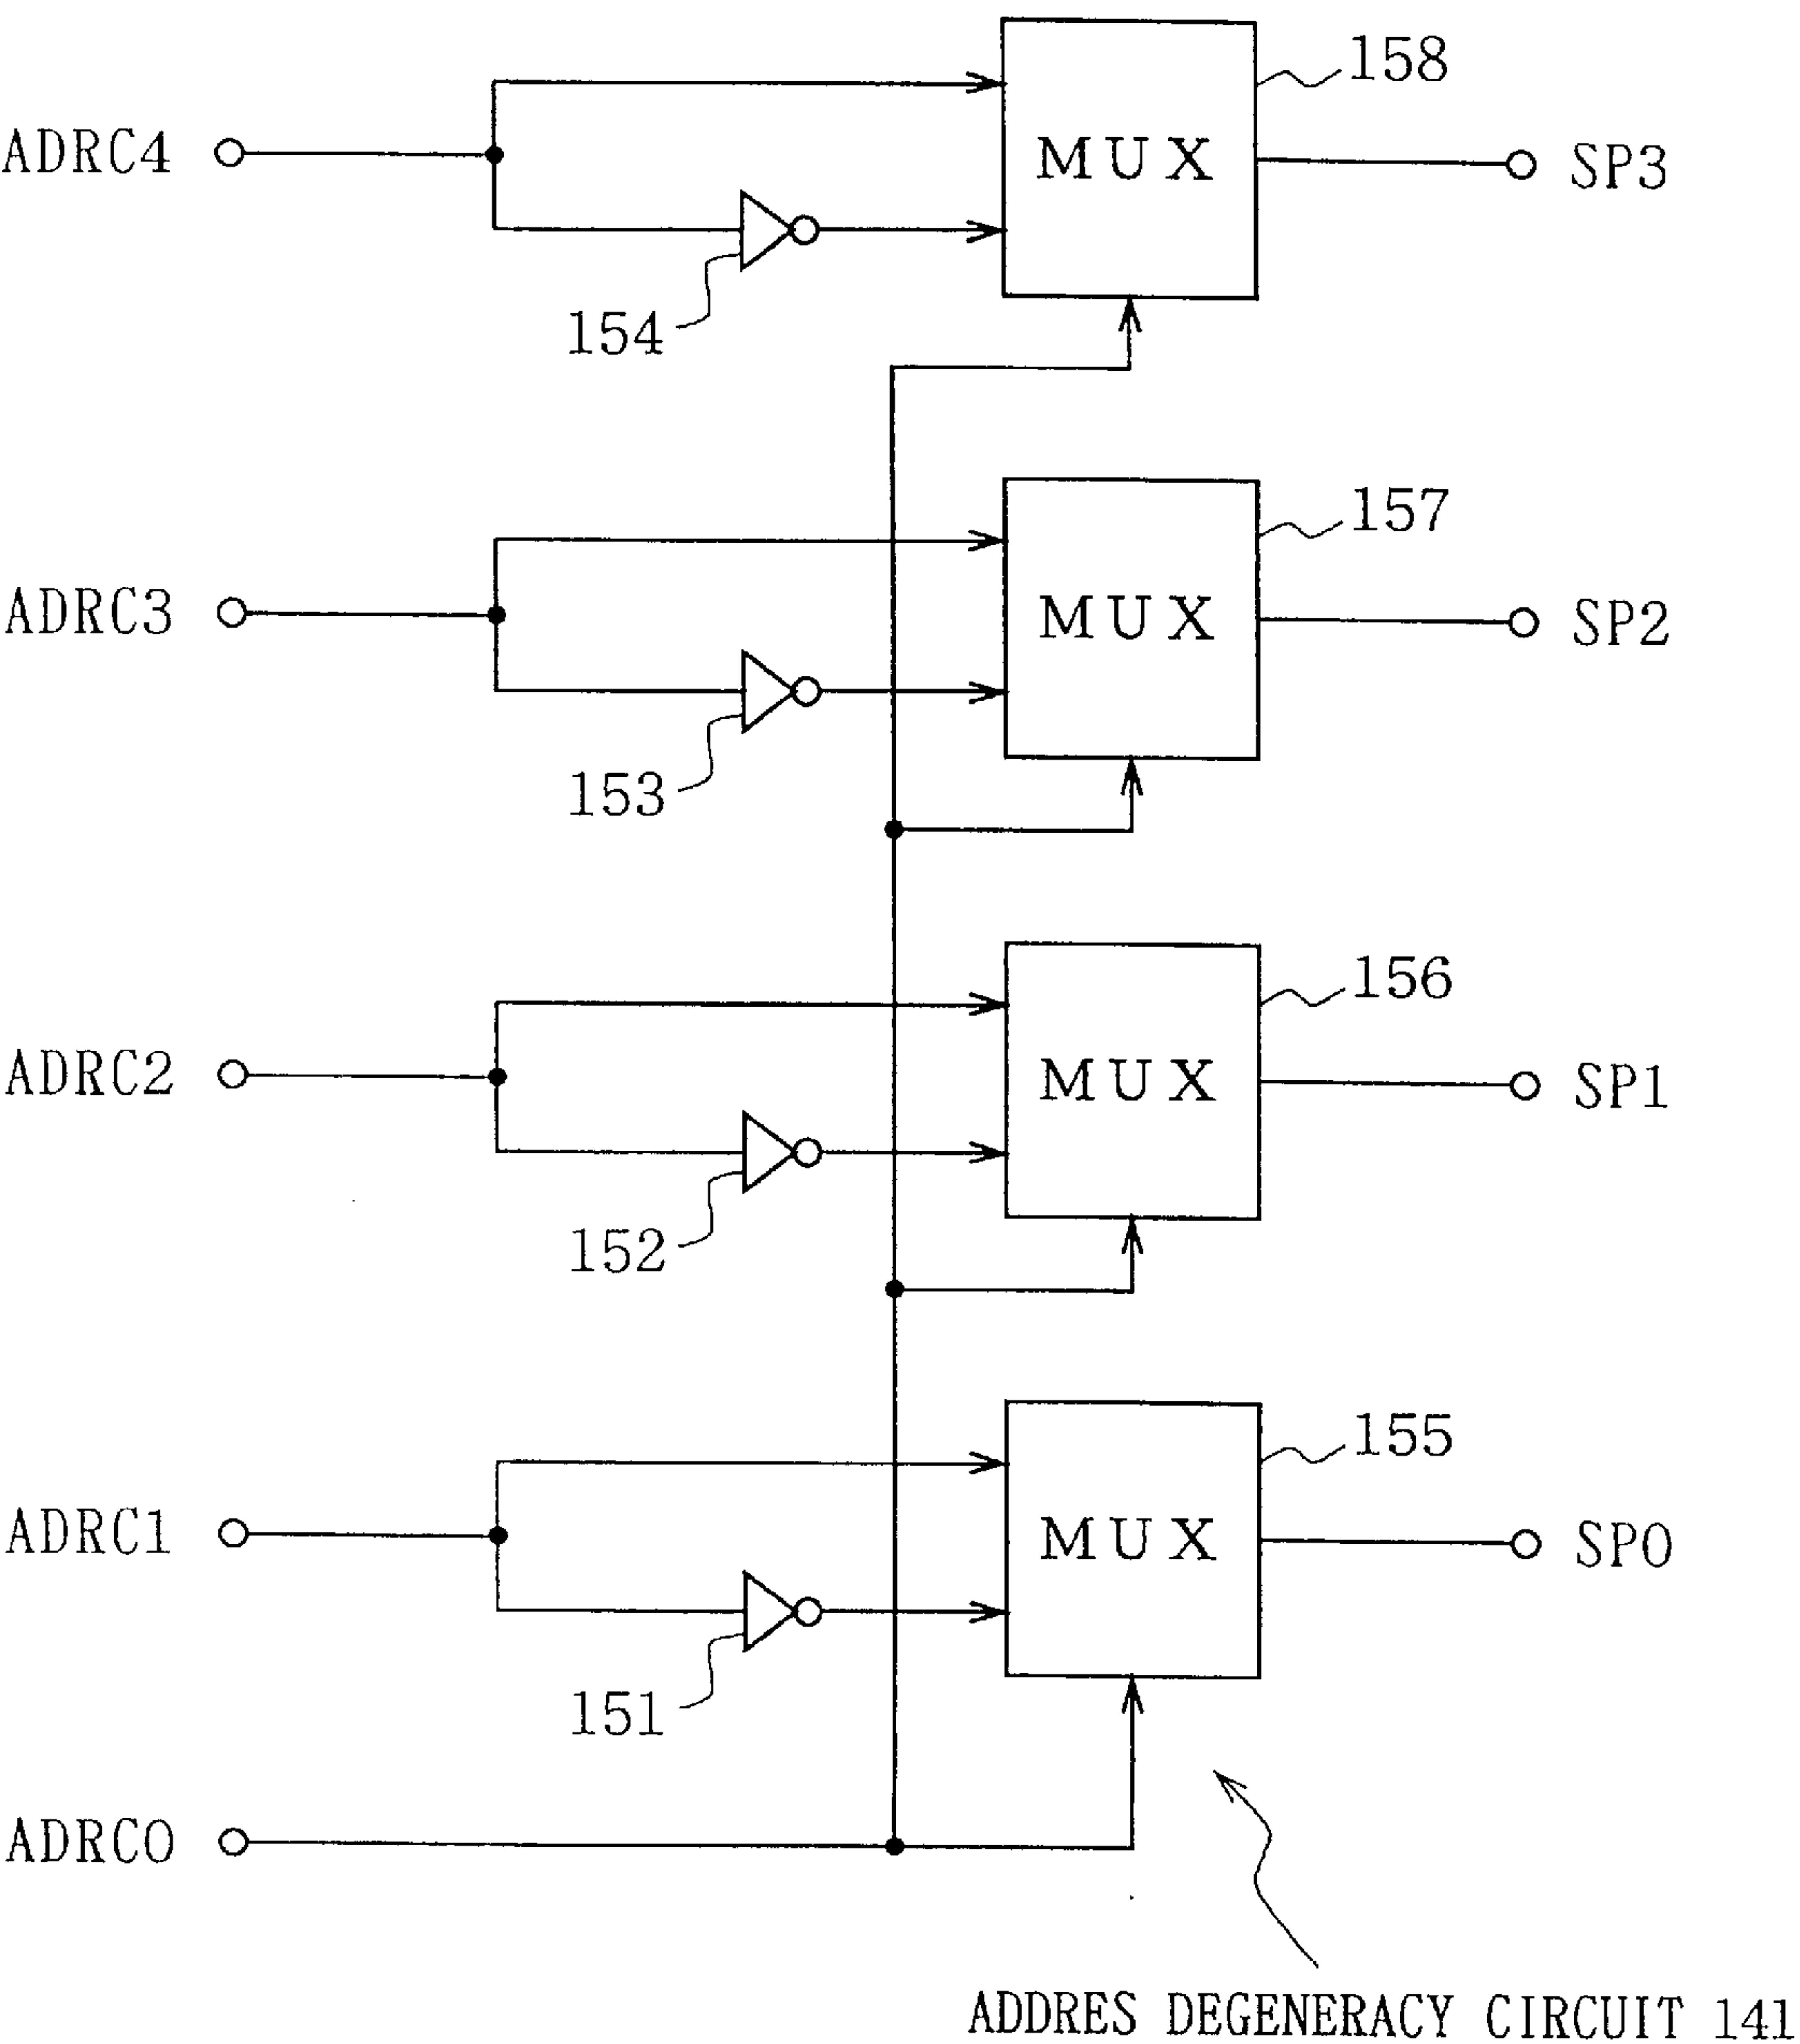 158
ADRC4
MUX
SP3
154
157
ADRC3
MUX
SP2
153
156
ADRC2
MUX
SP1
152
155
ADRC1
MUX
SP0
151
ADRC0
ADDRES DEGENERACY CIRCUIT 141